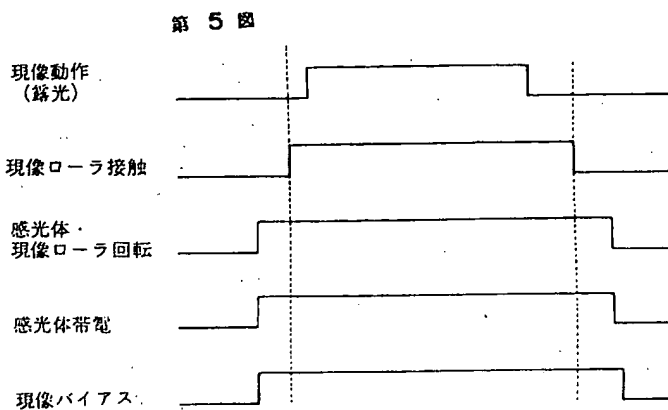 第 5 図
現像動作
(露光)
現像ローラ接触
感光体・
現像ローラ回転
感光体帯電
現像バイアス